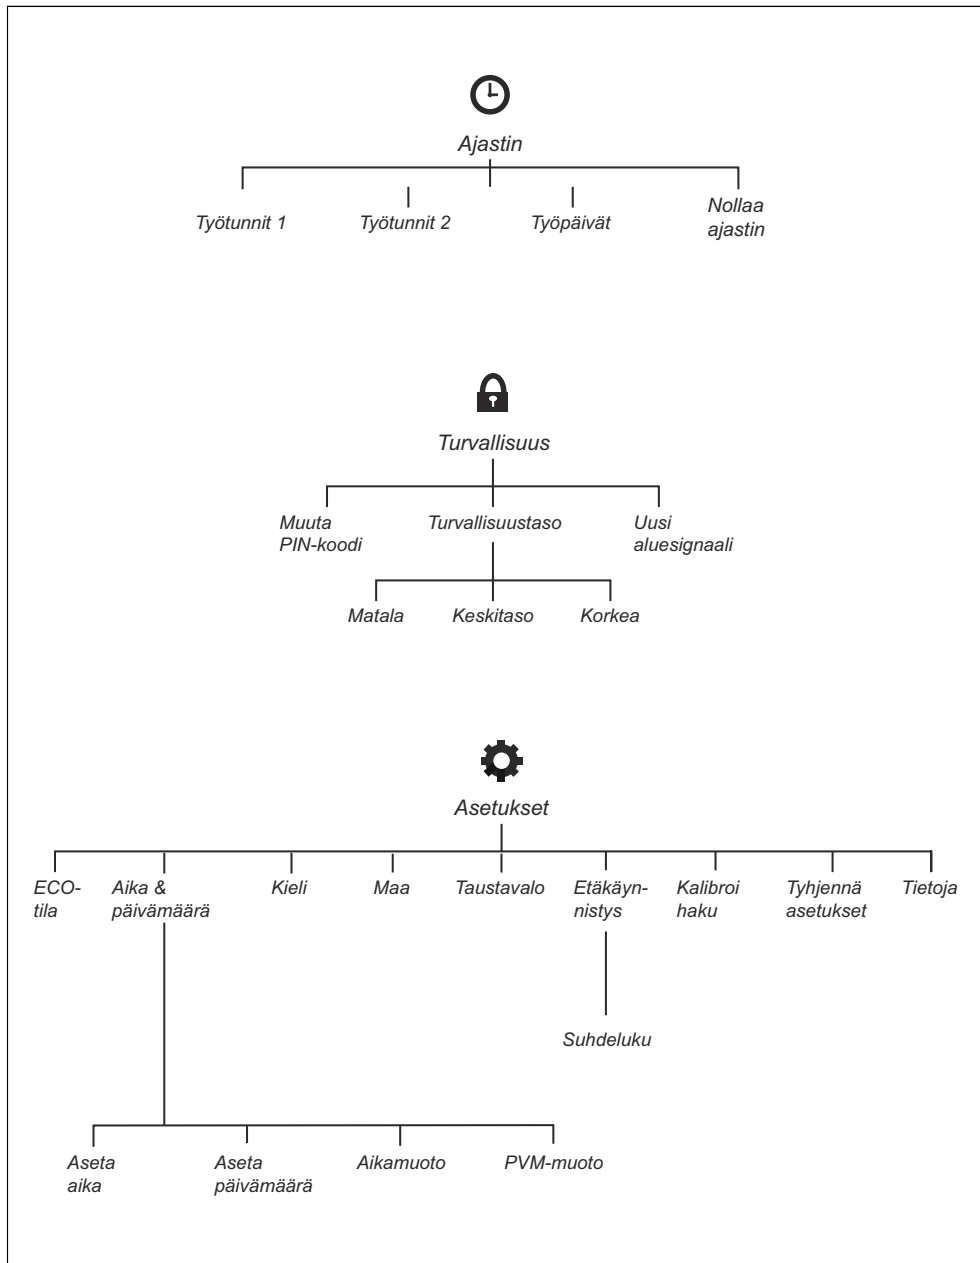 Ajastin
Työtunnit 1
Työtunnit 2
Työpäivät
Nollaa
ajastin
Turvallisuus
Muuta
PIN-koodi
Turvallisuustaso
Uusi
aluesignaali
Matala
Keskitaso
Korkea
Asetukset
ECO-
tila
Aika &
päivämäärä
Kieli
Maa
Taustavalo
Etäkäyn-
nistys
Kalibroi
haku
Tyhjennä
asetukset
Tietoja
Suhdeluku
Aseta
aika
Aseta
päivämäärä
Aikamuoto
PVM-muoto